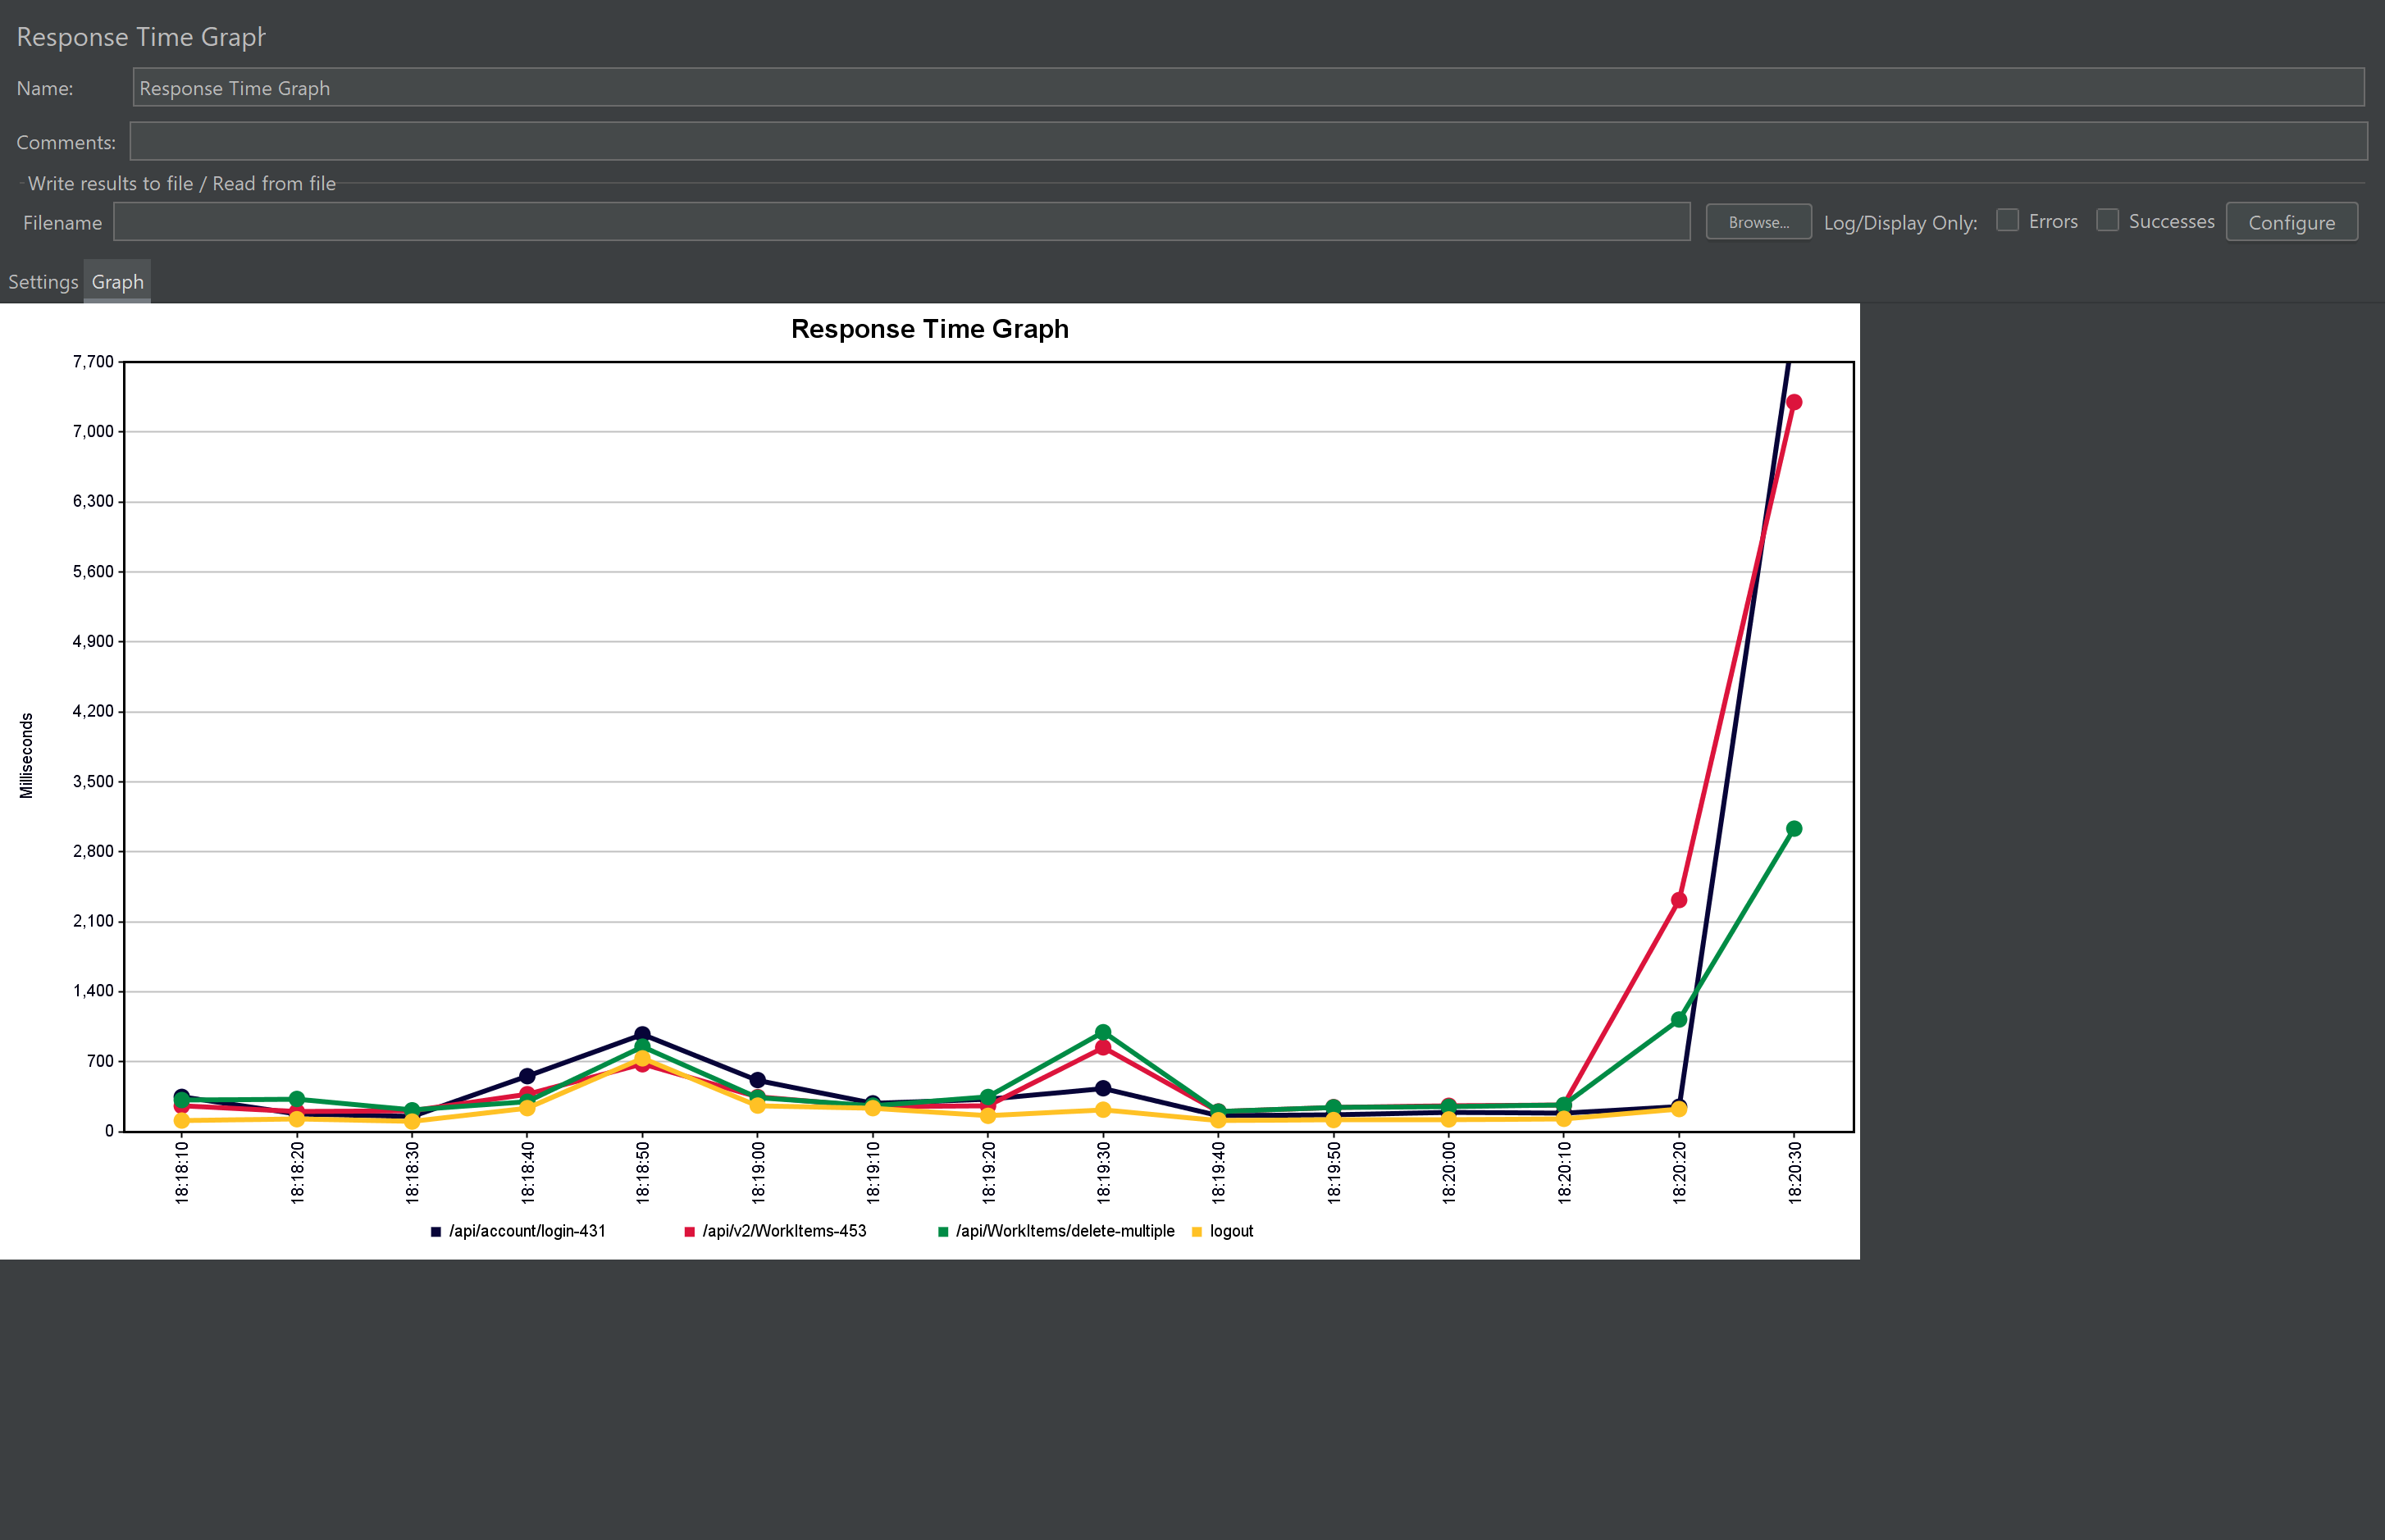 Response Time Graph
Name: Response Time Graph
Comments:
Write results to file / Read from file
Filename Browse... Log/Display Only: Errors Successes Configure
Settings Graph
Response Time Graph
7,700
7,000
6,300
5,600
4,900
4,200
3,500
2,800
2,100
1,400
700
0
Milliseconds
18:18:10 18:18:20 18:18:30 18:18:40 18:18:50 18:19:00 18:19:10 18:19:20 18:19:30 18:19:40 18:19:50 18:20:00 18:20:10 18:20:20 18:20:30
/api/account/login-431 /api/v2/WorkItems-453 /api/WorkItems/delete-multiple logout